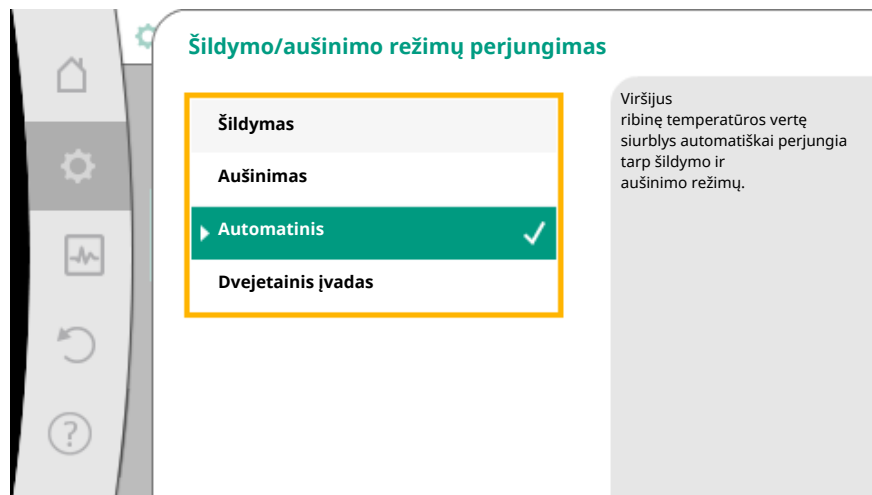 Šildymo/aušinimo režimų perjungimas
Šildymas
Aušinimas
Automatinis
Dvejetainis įvadas
Viršijus
ribinę temperatūros vertę
siurblys automatiškai perjungia
tarp šildymo ir
aušinimo režimų.
?